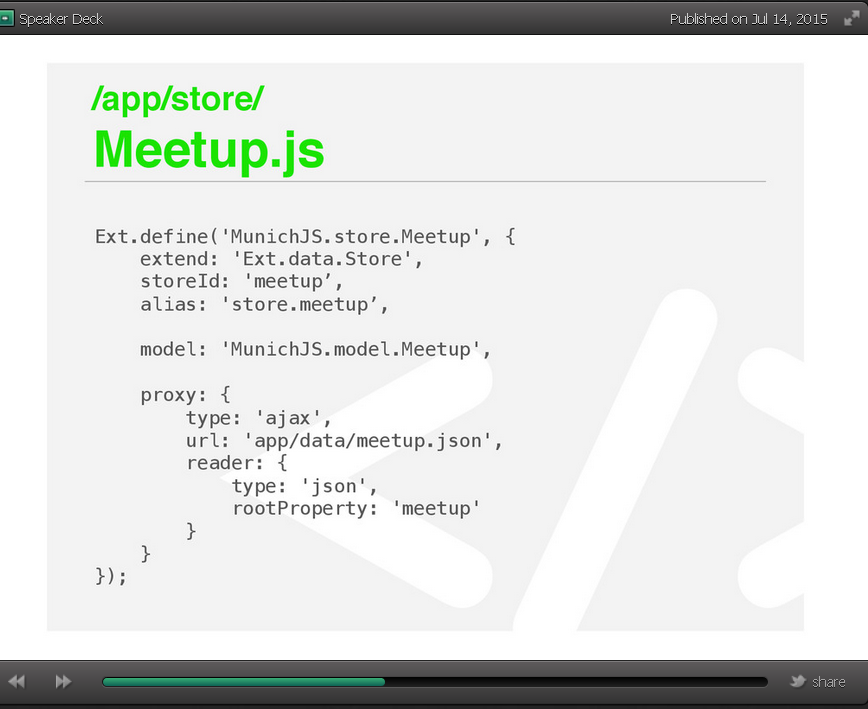 Speaker Deck
Published on Jul 14, 2015
/app/store/
Meetup.js
Ext.define('MunichJS.store.Meetup', {
    extend: 'Ext.data.Store',
    storeId: 'meetup’,
    alias: 'store.meetup’,
    model: 'MunichJS.model.Meetup',
    proxy: {
        type: 'ajax',
        url: 'app/data/meetup.json',
        reader: {
            type: 'json',
            rootProperty: 'meetup'
        }
    }
});
share